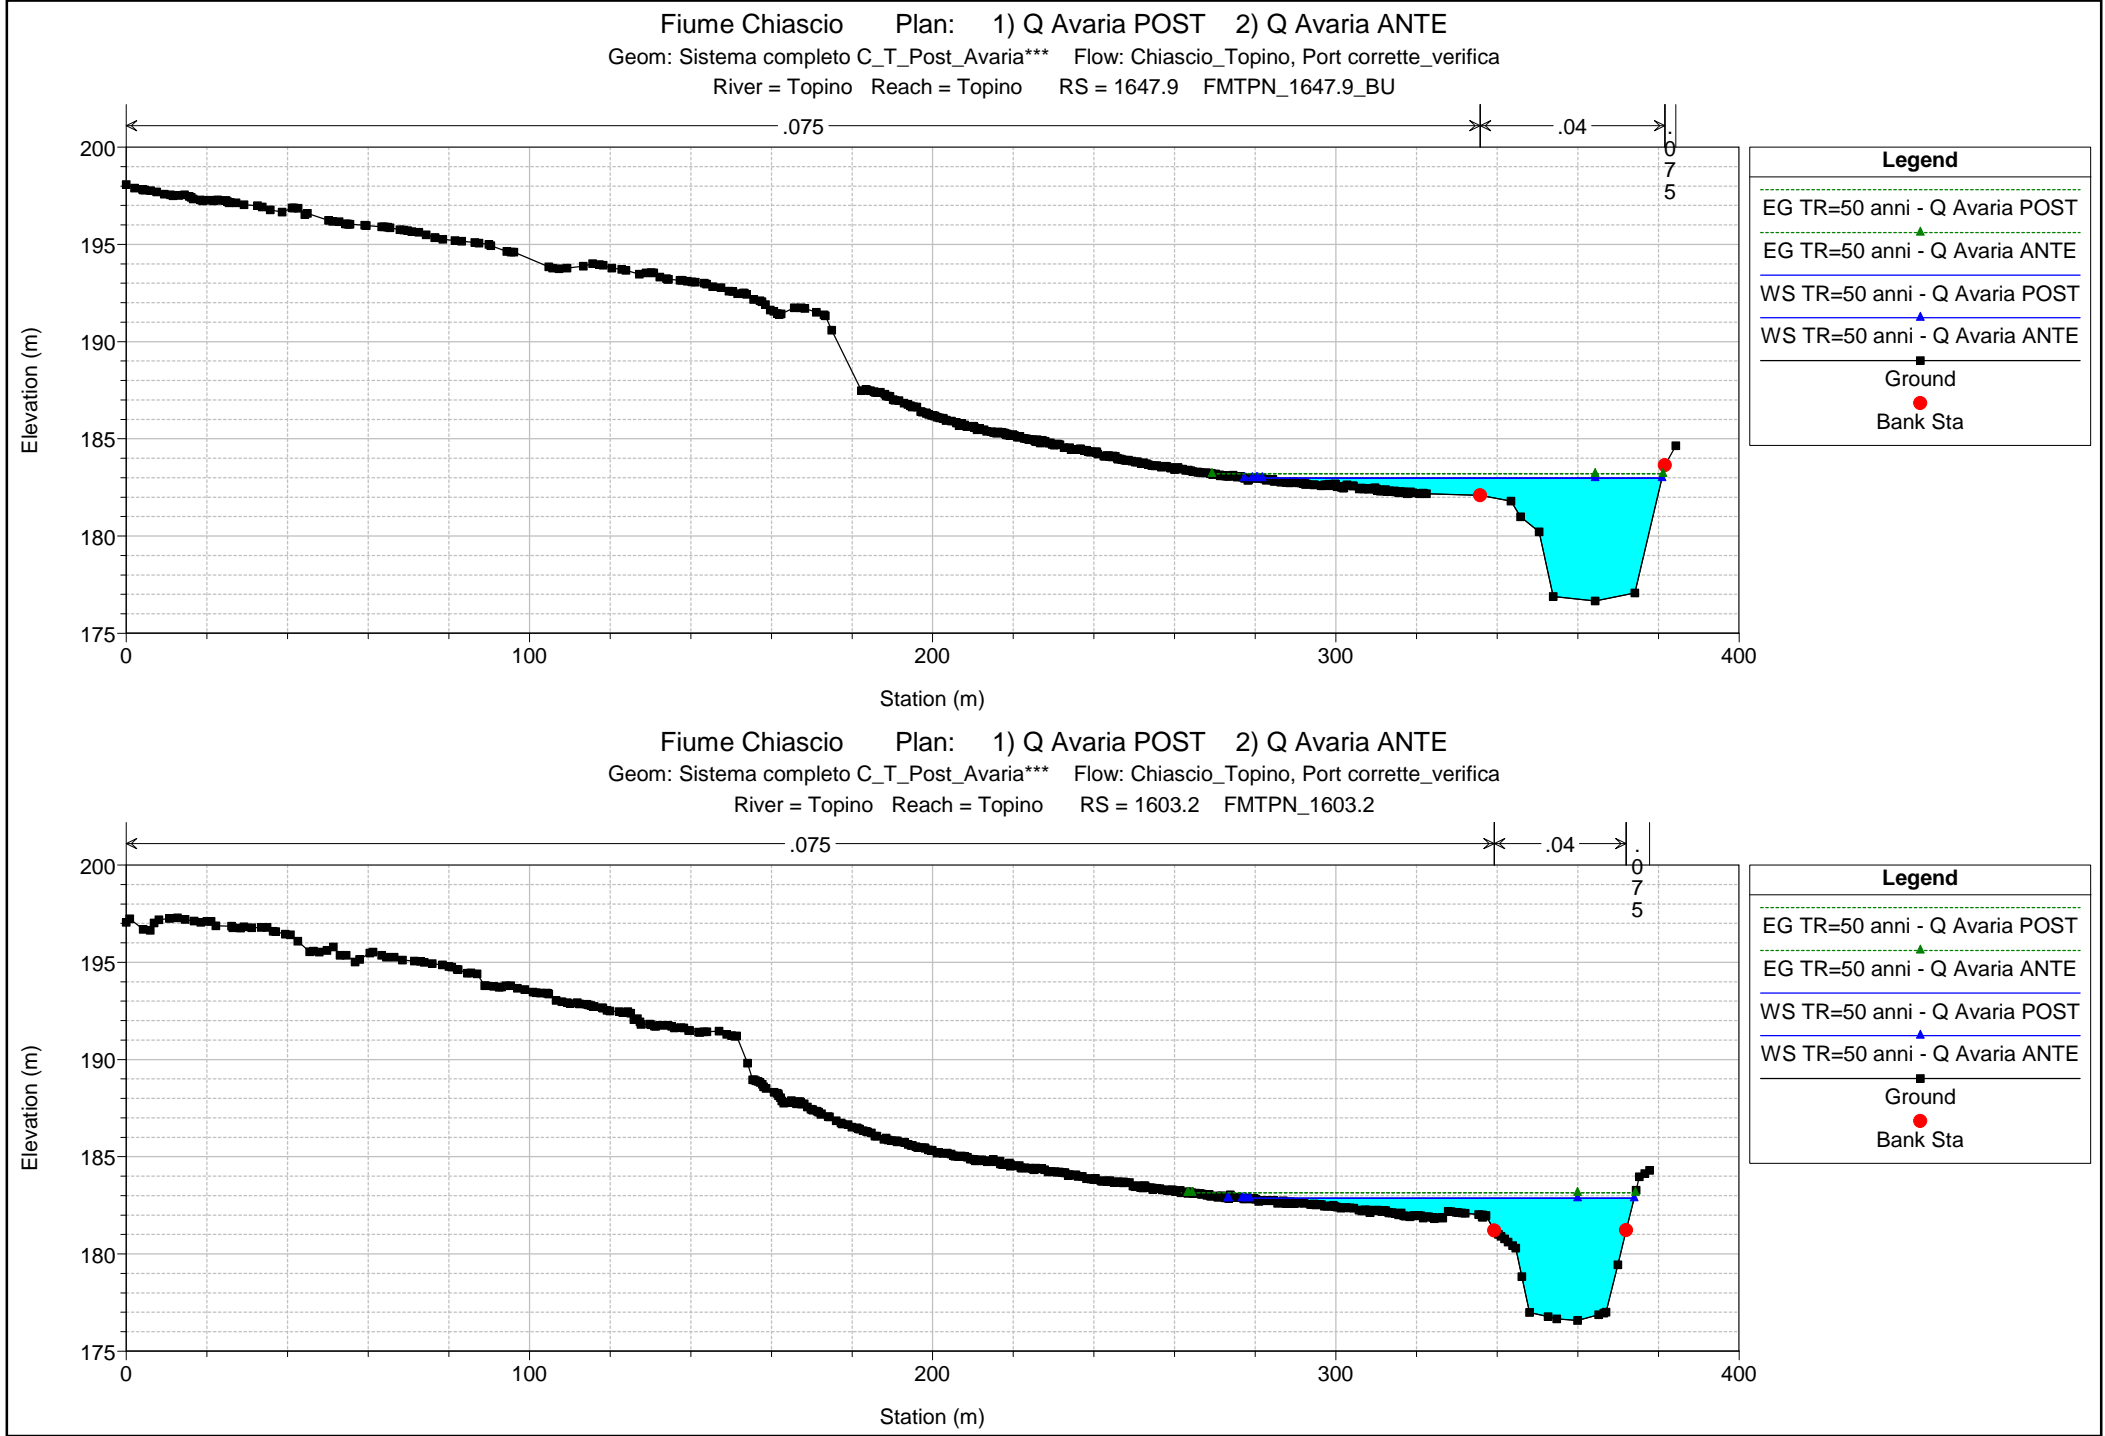 Fiume Chiascio Plan: 1) Q Avaria POST 2) Q Avaria ANTE
Geom: Sistema completo C_T_Post_Avaria*** Flow: Chiascio_Topino, Port corrette_verifica
River = Topino Reach = Topino RS = 1647.9 FMTPN_1647.9_BU
.075
.04
.075
200
195
190
185
180
175
Elevation (m)
0 100 200 300 400
Station (m)
Legend
EG TR=50 anni - Q Avaria POST
EG TR=50 anni - Q Avaria ANTE
WS TR=50 anni - Q Avaria POST
WS TR=50 anni - Q Avaria ANTE
Ground
Bank Sta
Fiume Chiascio Plan: 1) Q Avaria POST 2) Q Avaria ANTE
Geom: Sistema completo C_T_Post_Avaria*** Flow: Chiascio_Topino, Port corrette_verifica
River = Topino Reach = Topino RS = 1603.2 FMTPN_1603.2
.075
.04
.075
200
195
190
185
180
175
Elevation (m)
0 100 200 300 400
Station (m)
Legend
EG TR=50 anni - Q Avaria POST
EG TR=50 anni - Q Avaria ANTE
WS TR=50 anni - Q Avaria POST
WS TR=50 anni - Q Avaria ANTE
Ground
Bank Sta